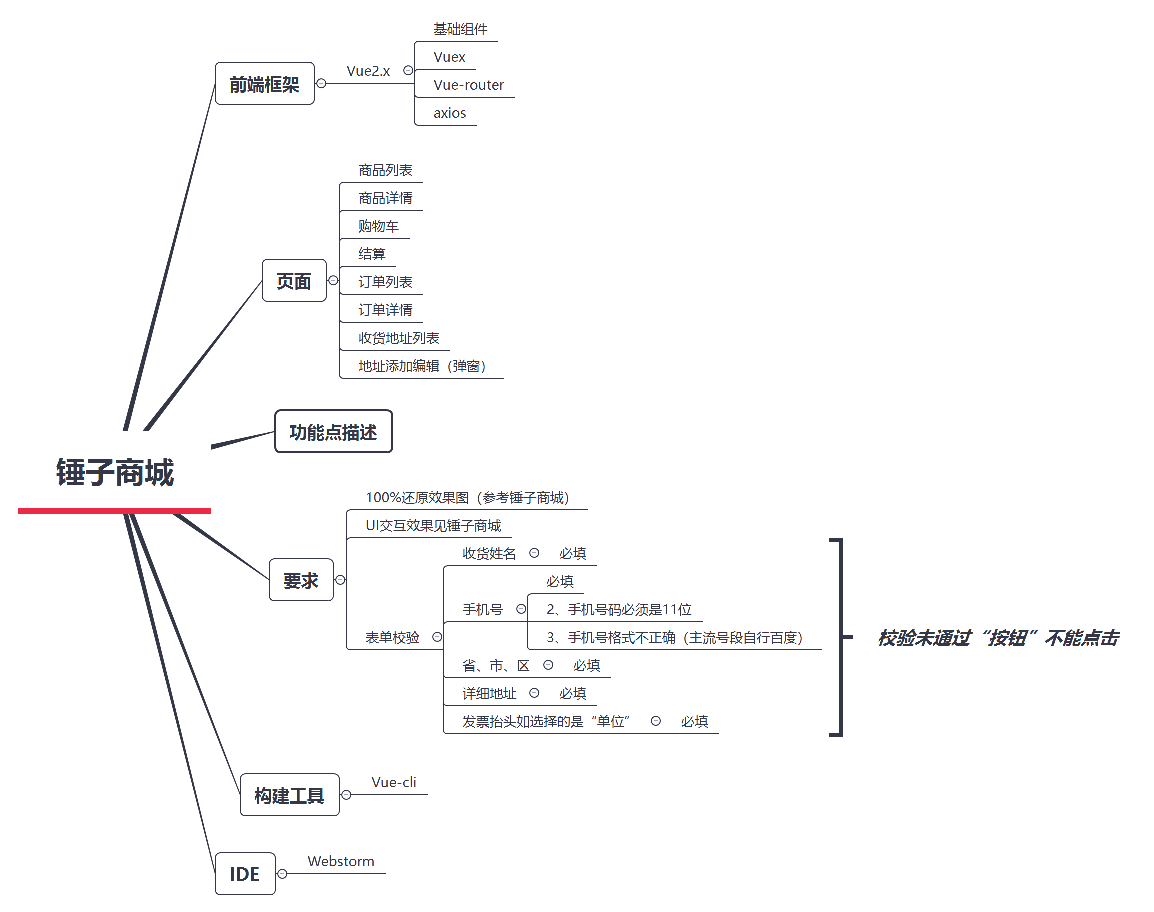 锤子商城
前端框架
Vue2.x
基础组件
Vuex
Vue-router
axios
页面
商品列表
商品详情
购物车
结算
订单列表
订单详情
收货地址列表
地址添加编辑（弹窗）
功能点描述
要求
100%还原效果图（参考锤子商城）
UI交互效果见锤子商城
表单校验
收货姓名
必填
手机号
必填
2、手机号码必须是11位
3、手机号格式不正确（主流号段自行百度）
省、市、区
必填
详细地址
必填
发票抬头如选择的是“单位”
必填
校验未通过“按钮”不能点击
构建工具
Vue-cli
IDE
Webstorm